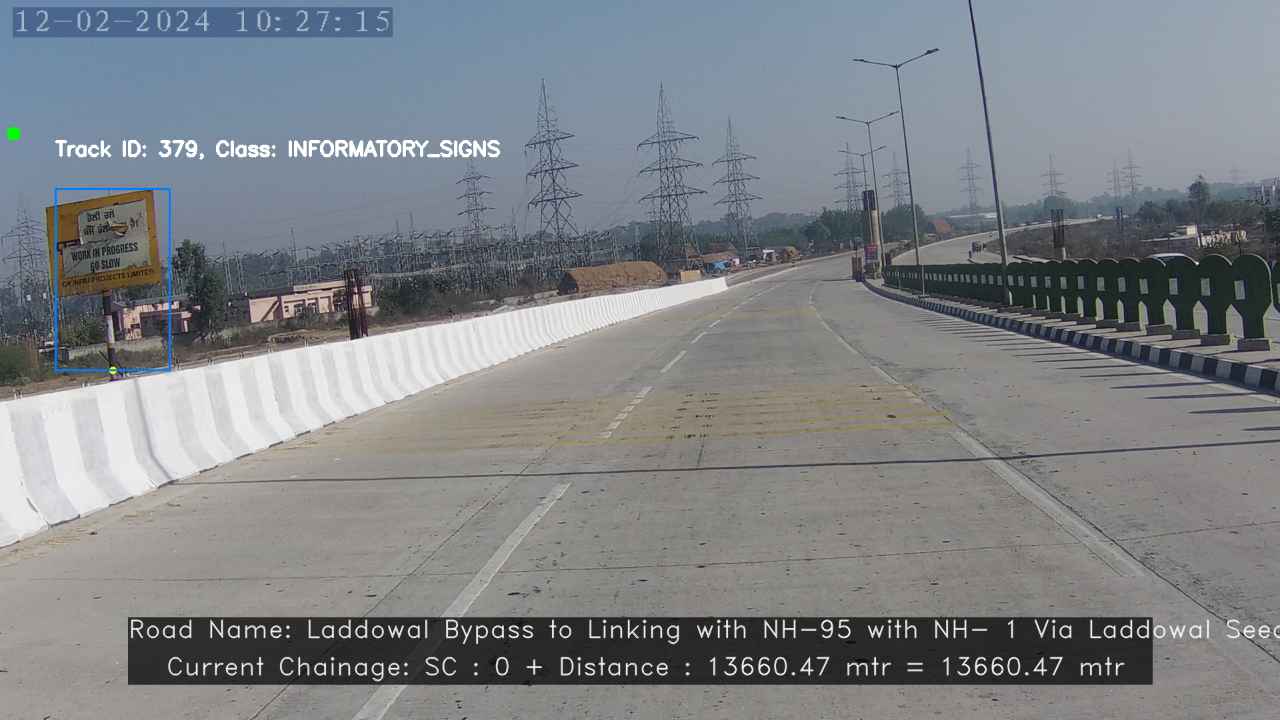 12-02-2024 10:27:15
Track ID: 379, Class: INFORMATORY_SIGNS
WORK IN PROGRESS
GO SLOW
PROJECTS LIMITED
Road Name: Laddowal Bypass to Linking with NH-95 with NH- 1 Via Laddowal Seed
Current Chainage: SC : 0 + Distance : 13660.47 mtr = 13660.47 mtr